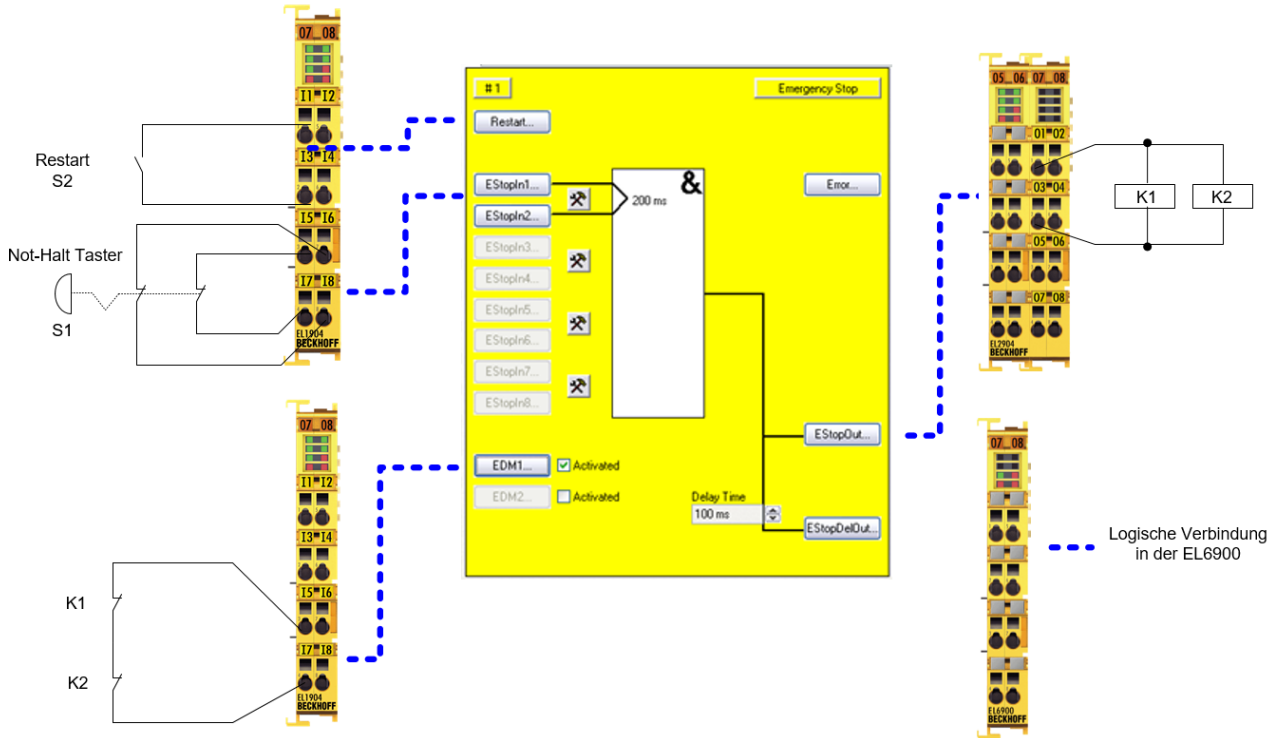 07 08
I1 I2
I3 I4
I5 I6
I7 I8
EL1904
BECKHOFF
Restart
S2
Not-Halt Taster
S1
# 1
Emergency Stop
Restart...
EStopIn1...
EStopIn2...
EStopIn3...
EStopIn4...
EStopIn5...
EStopIn6...
EStopIn7...
EStopIn8...
&
200 ms
Error...
EStopOut...
EDM1...
Activated
EDM2...
Activated
Delay Time
100 ms
EStopDelOut...
05 06 07 08
01 02
03 04
05 06
07 08
EL2904
BECKHOFF
K1
K2
07 08
I1 I2
I3 I4
I5 I6
I7 I8
EL1904
BECKHOFF
K1
K2
07 08
EL6900
BECKHOFF
Logische Verbindung
in der EL6900